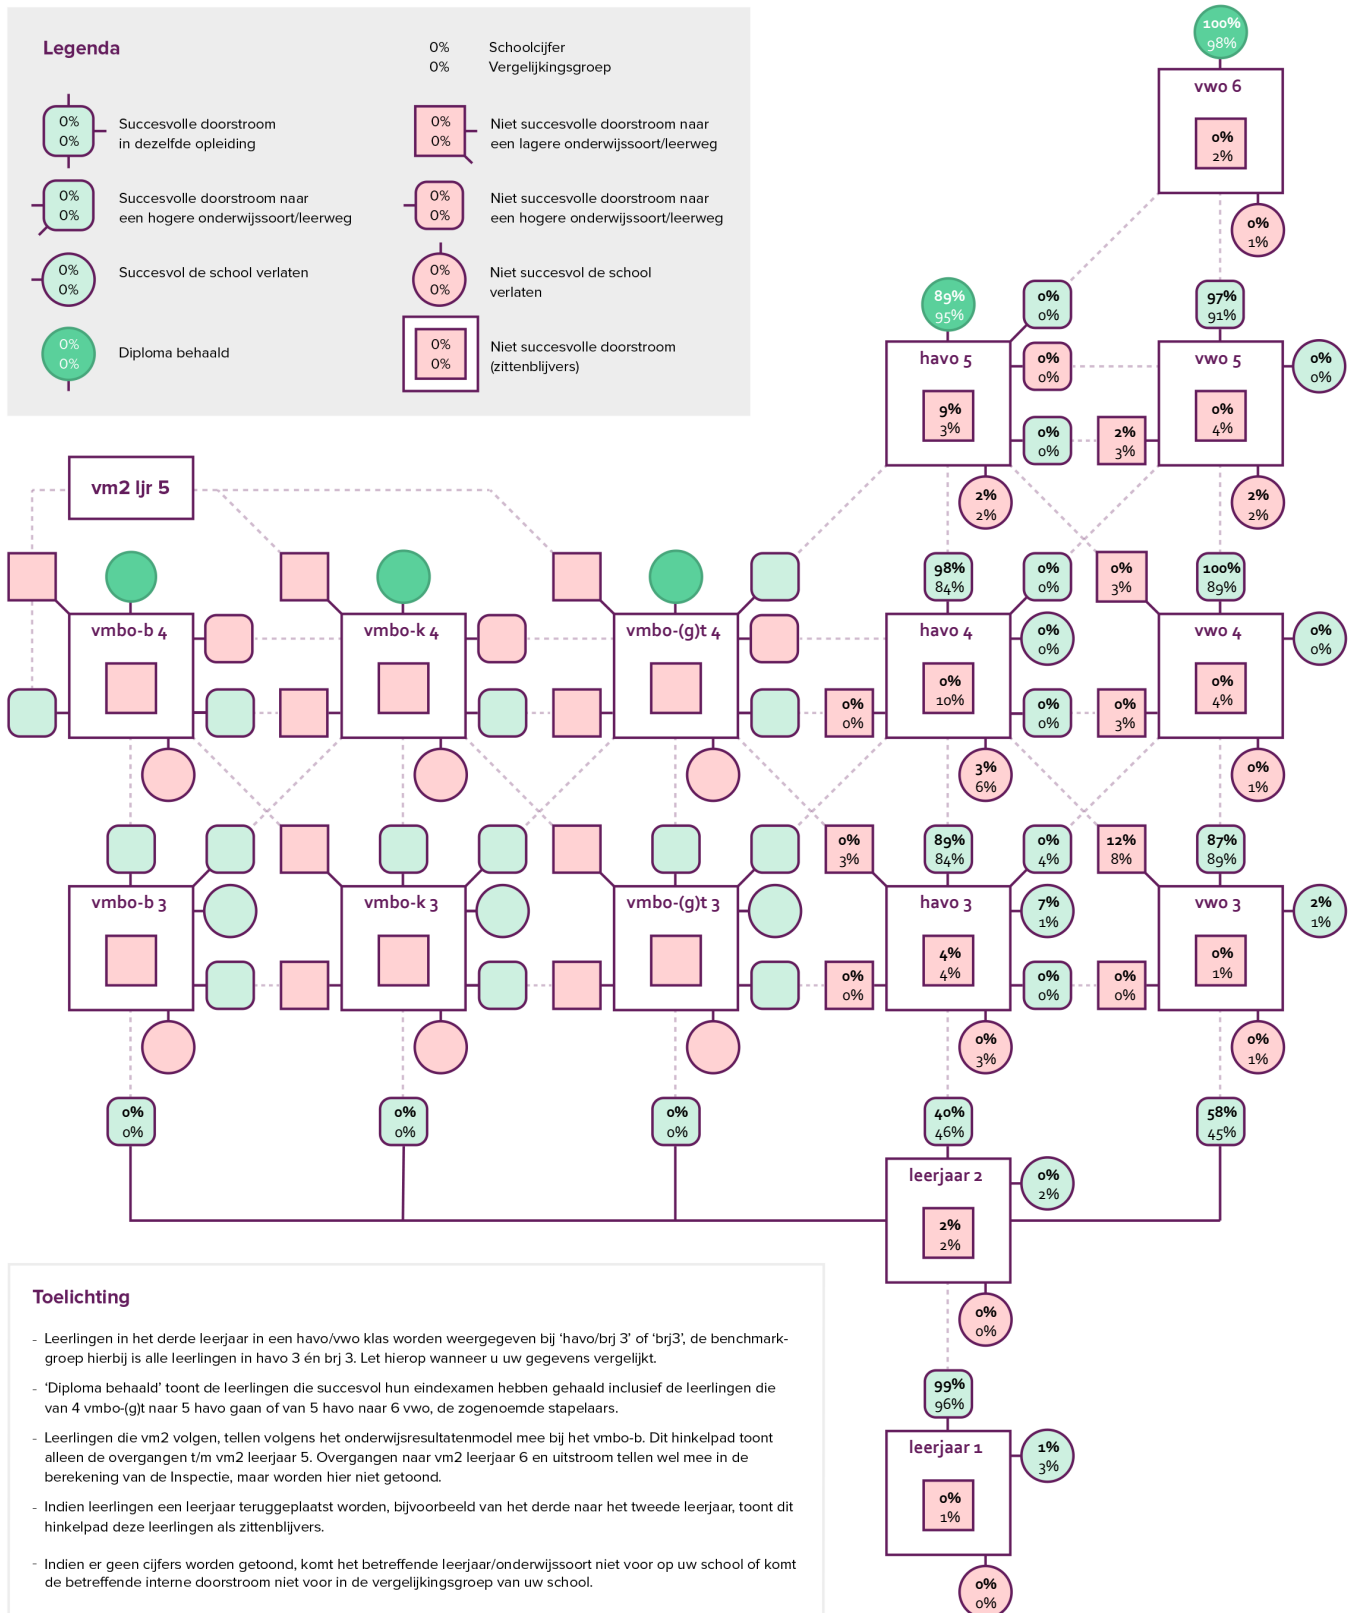 Legenda
0% Schoolcijfer
0% Vergelijkingsgroep
0%
0%
Succesvolle doorstroom
in dezelfde opleiding
0%
0%
Niet succesvolle doorstroom naar
een lagere onderwijssoort/leerweg
0%
0%
Succesvolle doorstroom naar
een hogere onderwijssoort/leerweg
0%
0%
Niet succesvolle doorstroom naar
een hogere onderwijssoort/leerweg
0%
0%
Succesvol de school verlaten
0%
0%
Niet succesvol de school
verlaten
0%
0%
Diploma behaald
0%
0%
Niet succesvolle doorstroom
(zittenblijvers)
100%
98%
vwo 6
0%
2%
0%
1%
89%
95%
0%
0%
97%
91%
havo 5
9%
3%
0%
0%
0%
0%
2%
2%
vwo 5
0%
4%
0%
0%
2%
3%
2%
2%
vm2 ljr 5
98%
84%
0%
0%
0%
3%
100%
89%
vmbo-b 4
vmbo-k 4
vmbo-(g)t 4
havo 4
0%
10%
0%
0%
0%
0%
0%
0%
3%
6%
vwo 4
0%
4%
0%
0%
0%
3%
0%
1%
0%
3%
89%
84%
0%
4%
12%
8%
87%
89%
vmbo-b 3
vmbo-k 3
vmbo-(g)t 3
havo 3
4%
4%
7%
1%
0%
0%
0%
0%
0%
3%
vwo 3
0%
1%
2%
1%
0%
0%
0%
1%
0%
0%
0%
0%
0%
0%
40%
46%
58%
45%
leerjaar 2
2%
2%
0%
2%
0%
0%
99%
96%
leerjaar 1
0%
1%
1%
3%
0%
0%
Toelichting
- Leerlingen in het derde leerjaar in een havo/vwo klas worden weergegeven bij ‘havo/brj 3’ of ‘brj3’, de benchmark-
groep hierbij is alle leerlingen in havo 3 én brj 3. Let hierop wanneer u uw gegevens vergelijkt.
- ‘Diploma behaald’ toont de leerlingen die succesvol hun eindexamen hebben gehaald inclusief de leerlingen die
van 4 vmbo-(g)t naar 5 havo gaan of van 5 havo naar 6 vwo, de zogenoemde stapelaars.
- Leerlingen die vm2 volgen, tellen volgens het onderwijsresultatenmodel mee bij het vmbo-b. Dit hinkelpad toont
alleen de overgangen t/m vm2 leerjaar 5. Overgangen naar vm2 leerjaar 6 en uitstroom tellen wel mee in de
berekening van de Inspectie, maar worden hier niet getoond.
- Indien leerlingen een leerjaar teruggeplaatst worden, bijvoorbeeld van het derde naar het tweede leerjaar, toont dit
hinkelpad deze leerlingen als zittenblijvers.
- Indien er geen cijfers worden getoond, komt het betreffende leerjaar/onderwijssoort niet voor op uw school of komt
de betreffende interne doorstroom niet voor in de vergelijkingsgroep van uw school.